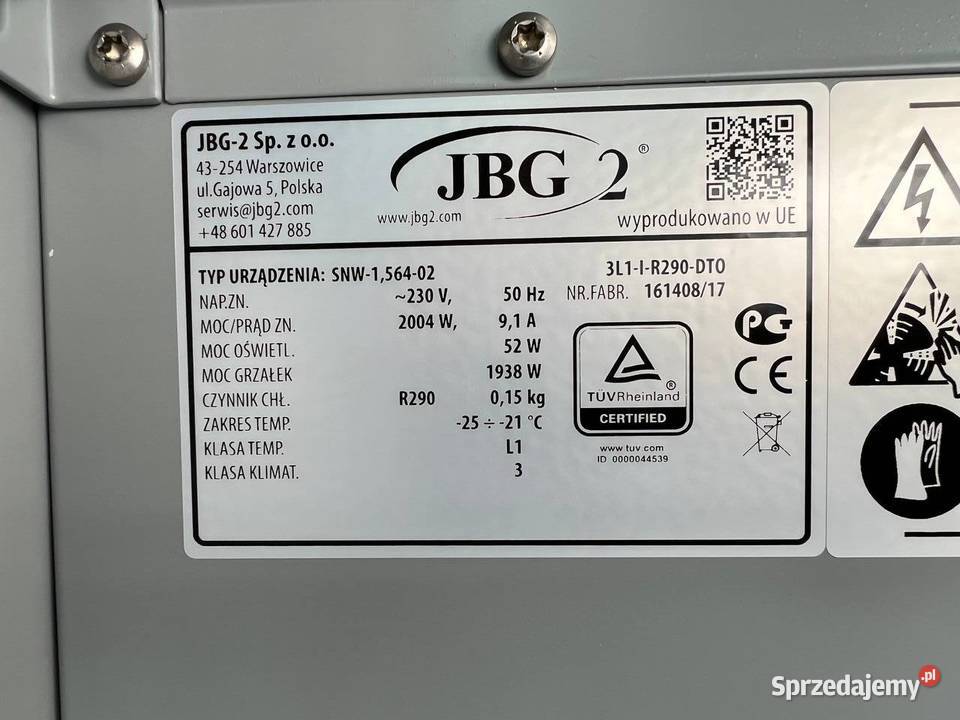 JBG-2 Sp. z o.o.
43-254 Warszowice
ul.Gajowa 5, Polska
serwis@jbg2.com
+48 601 427 885
JBG 2®
www.jbg2.com
wyprodukowano w UE
TYP URZĄDZENIA: SNW-1,564-02 3L1-I-R290-DTO
NAP.ZN. ~230 V, 50 Hz NR.FABR. 161408/17
MOC/PRĄD ZN. 2004 W, 9,1 A
MOC OŚWIETL. 52 W
MOC GRZAŁEK 1938 W
CZYNNIK CHŁ. R290 0,15 kg
ZAKRES TEMP. -25 ÷ -21 °C
KLASA TEMP. L1
KLASA KLIMAT. 3
®
TÜVRheinland
CERTIFIED
www.tuv.com
ID 0000044539
PG
CE
Sprzedajemy.pl